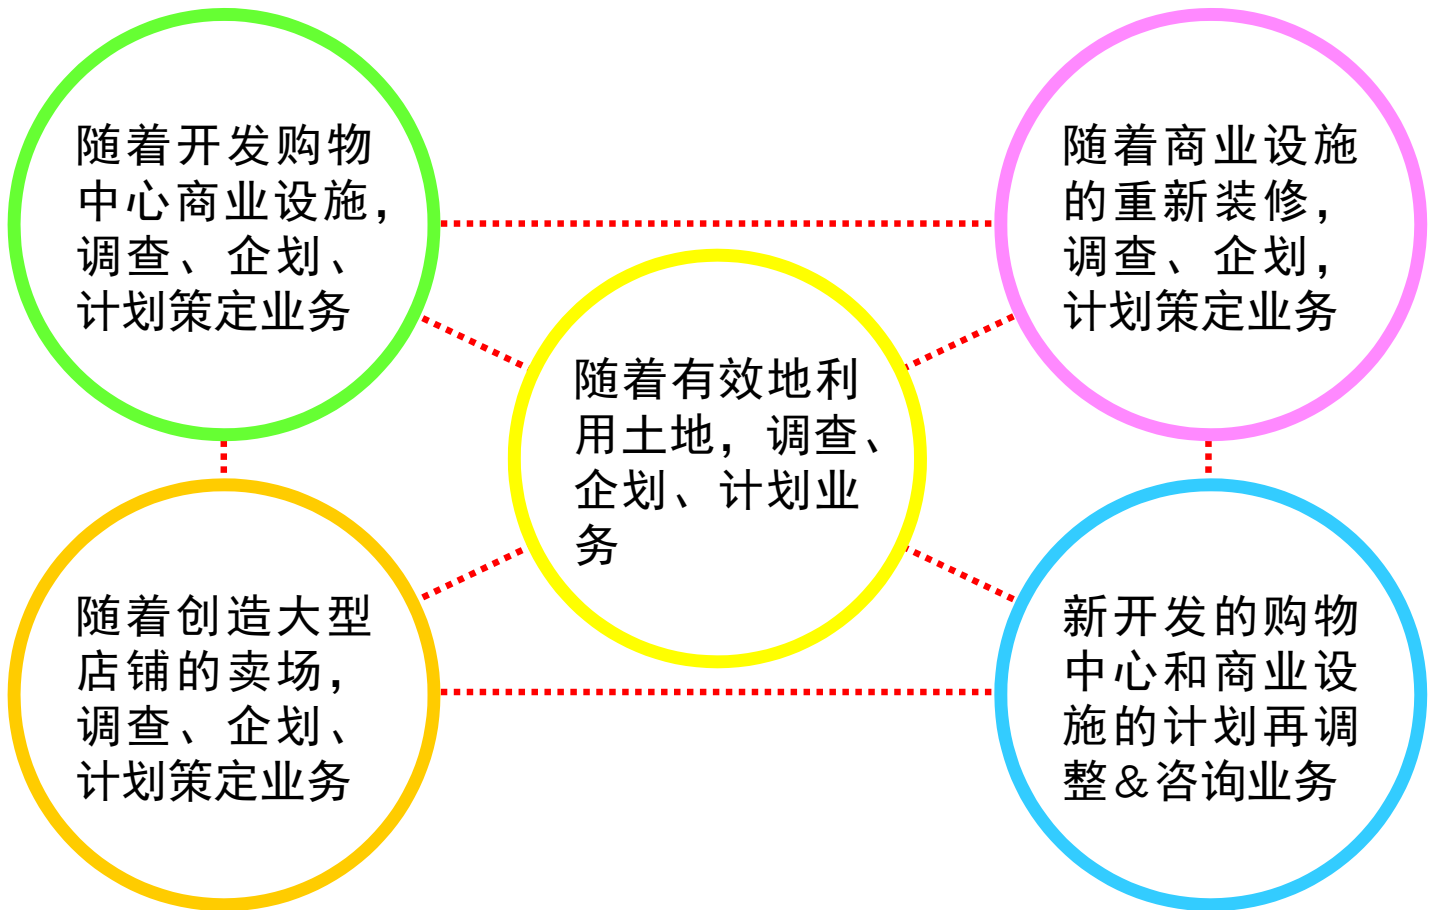 随着开发购物
中心商业设施，
调查、企划、
计划策定业务
随着商业设施
的重新装修，
调查、企划，
计划策定业务
随着有效地利
用土地，调查、
企划、计划业
务
随着创造大型
店铺的卖场，
调查、企划、
计划策定业务
新开发的购物
中心和商业设
施的计划再调
整＆咨询业务